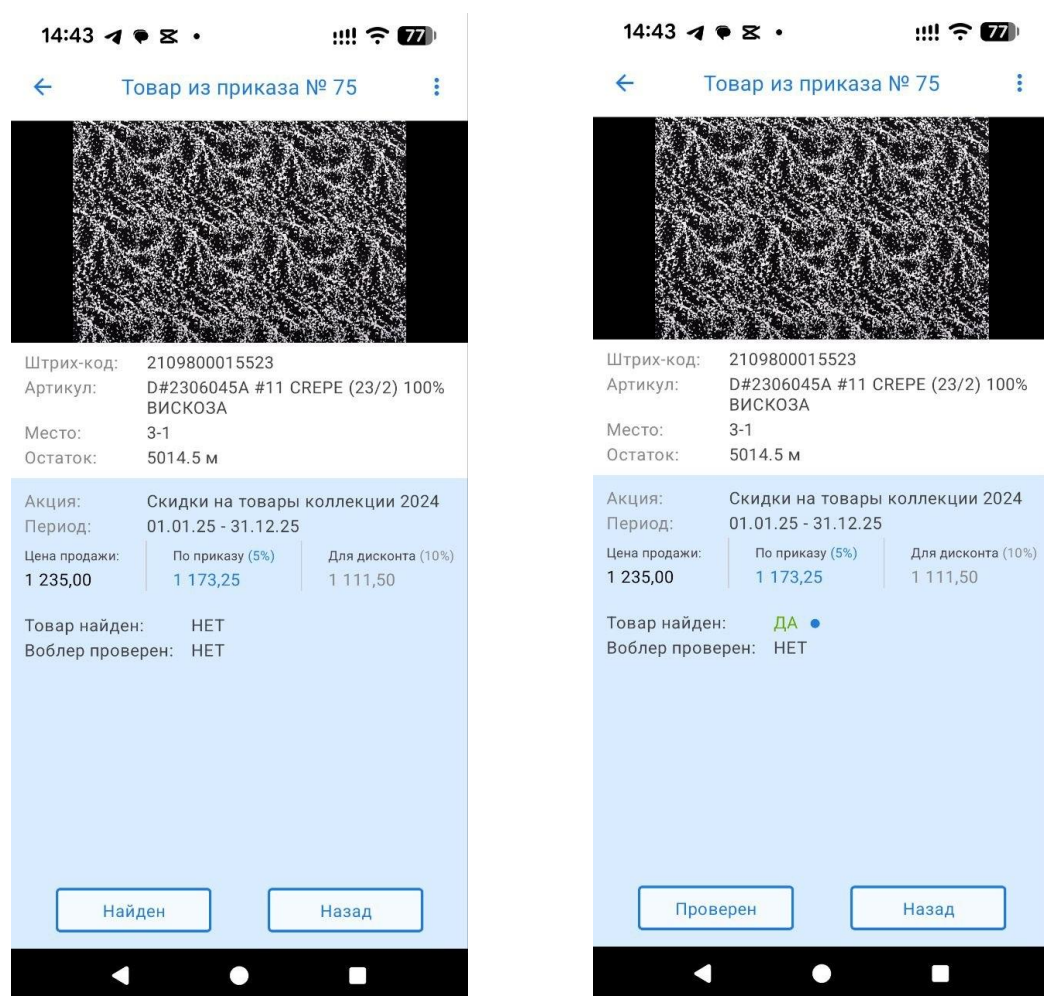 14:43
77
Товар из приказа № 75
Штрих-код: 2109800015523
Артикул: D#2306045A #11 CREPE (23/2) 100%
ВИСКОЗА
Место: 3-1
Остаток: 5014.5 м
Акция: Скидки на товары коллекции 2024
Период: 01.01.25 - 31.12.25
Цена продажи: По приказу (5%) Для дисконта (10%)
1 235,00 1 173,25 1 111,50
Товар найден: НЕТ
Воблер проверен: НЕТ
Найден Назад
14:43
77
Товар из приказа № 75
Штрих-код: 2109800015523
Артикул: D#2306045A #11 CREPE (23/2) 100%
ВИСКОЗА
Место: 3-1
Остаток: 5014.5 м
Акция: Скидки на товары коллекции 2024
Период: 01.01.25 - 31.12.25
Цена продажи: По приказу (5%) Для дисконта (10%)
1 235,00 1 173,25 1 111,50
Товар найден: ДА
Воблер проверен: НЕТ
Проверен Назад